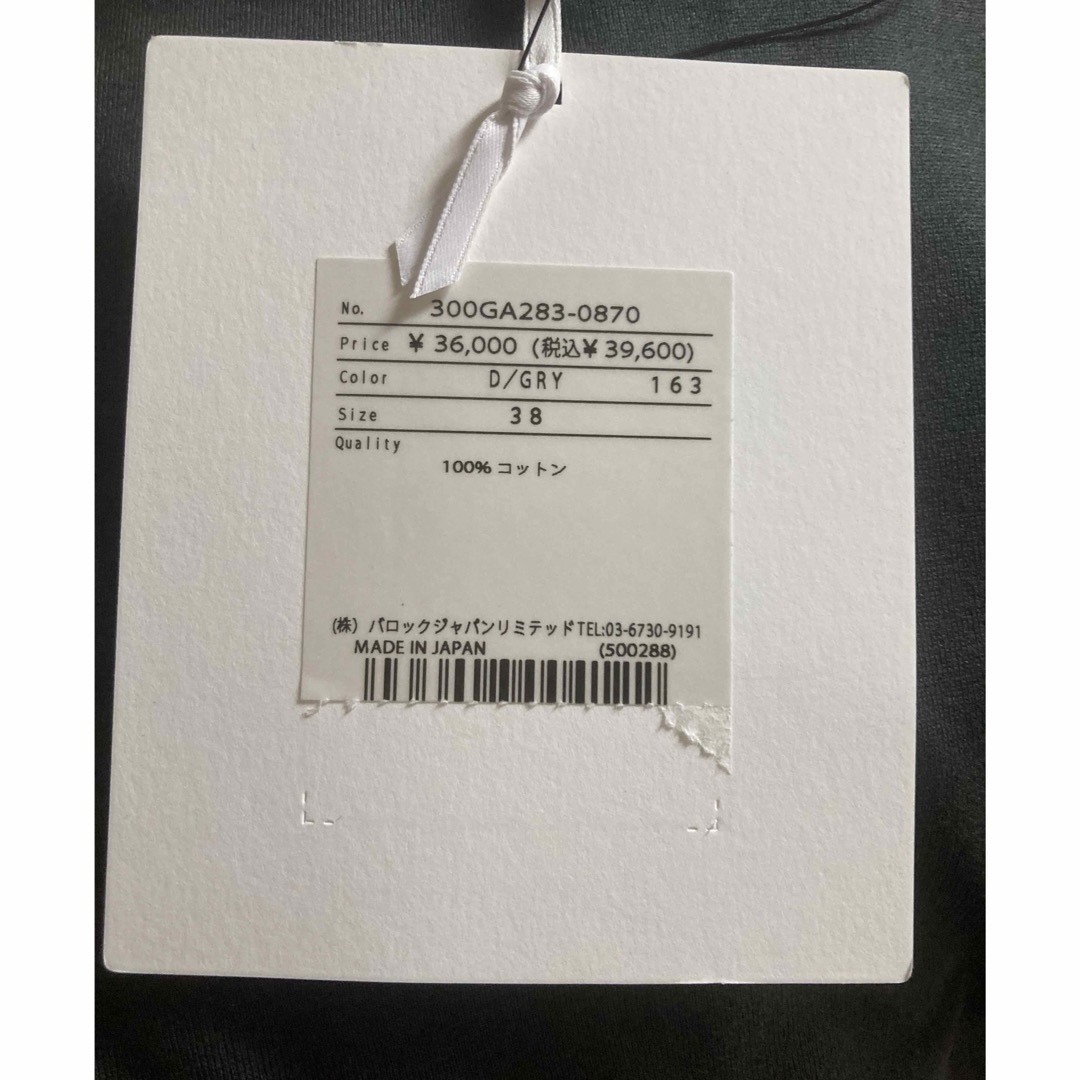 No. 300GA283-0870
Price ¥ 36,000 (税込¥ 39,600)
Color D/GRY 163
Size 38
Quality
100% コットン
(株) バロックジャパンリミテッドTEL:03-6730-9191
MADE IN JAPAN (500288)